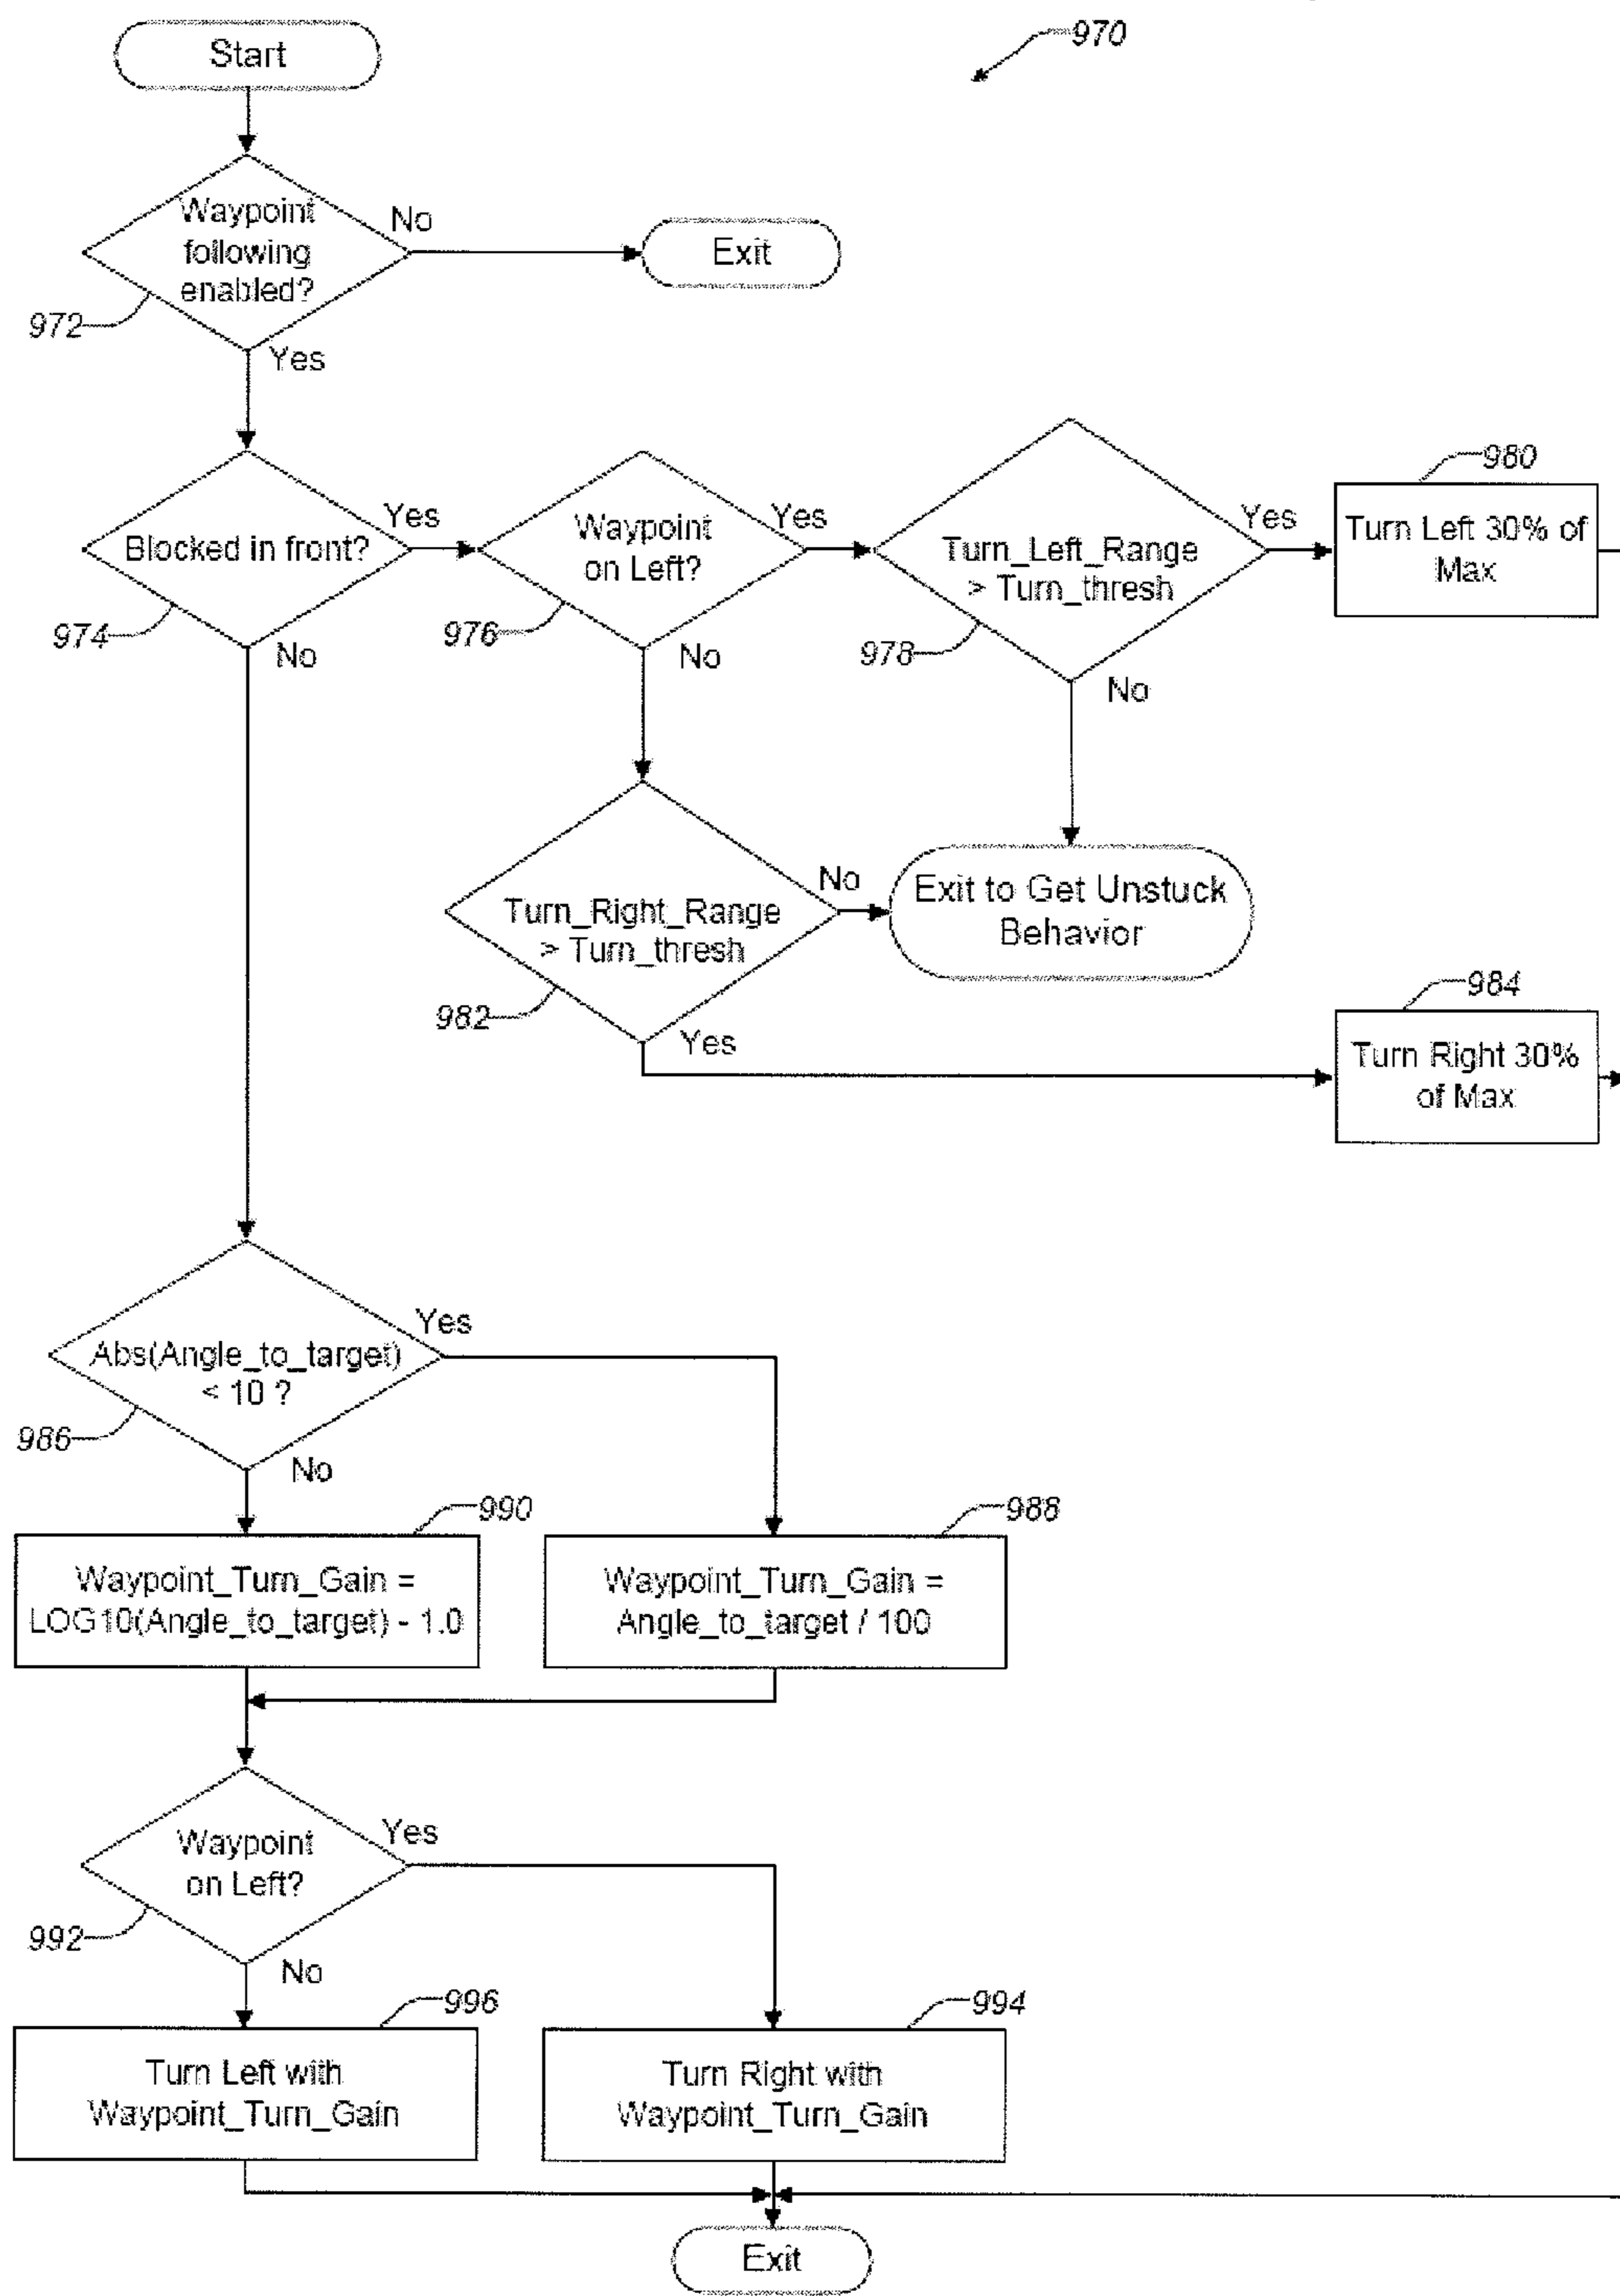 970
Start
Waypoint
following
enabled?
No
Exit
972
Yes
Blocked in front?
Yes
974
No
Waypoint
on Left?
Yes
976
No
Turn_Left_Range
> Turn_thresh
Yes
978
No
980
Turn Left 30% of
Max
Turn_Right_Range
> Turn_thresh
No
982
Yes
Exit to Get Unstuck
Behavior
984
Turn Right 30%
of Max
Abs(Angle_to_target)
< 10 ?
Yes
986
No
990
Waypoint_Turn_Gain =
LOG10(Angle_to_target) - 1.0
988
Waypoint_Turn_Gain =
Angle_to_target / 100
Waypoint
on Left?
Yes
992
No
996
Turn Left with
Waypoint_Turn_Gain
994
Turn Right with
Waypoint_Turn_Gain
Exit